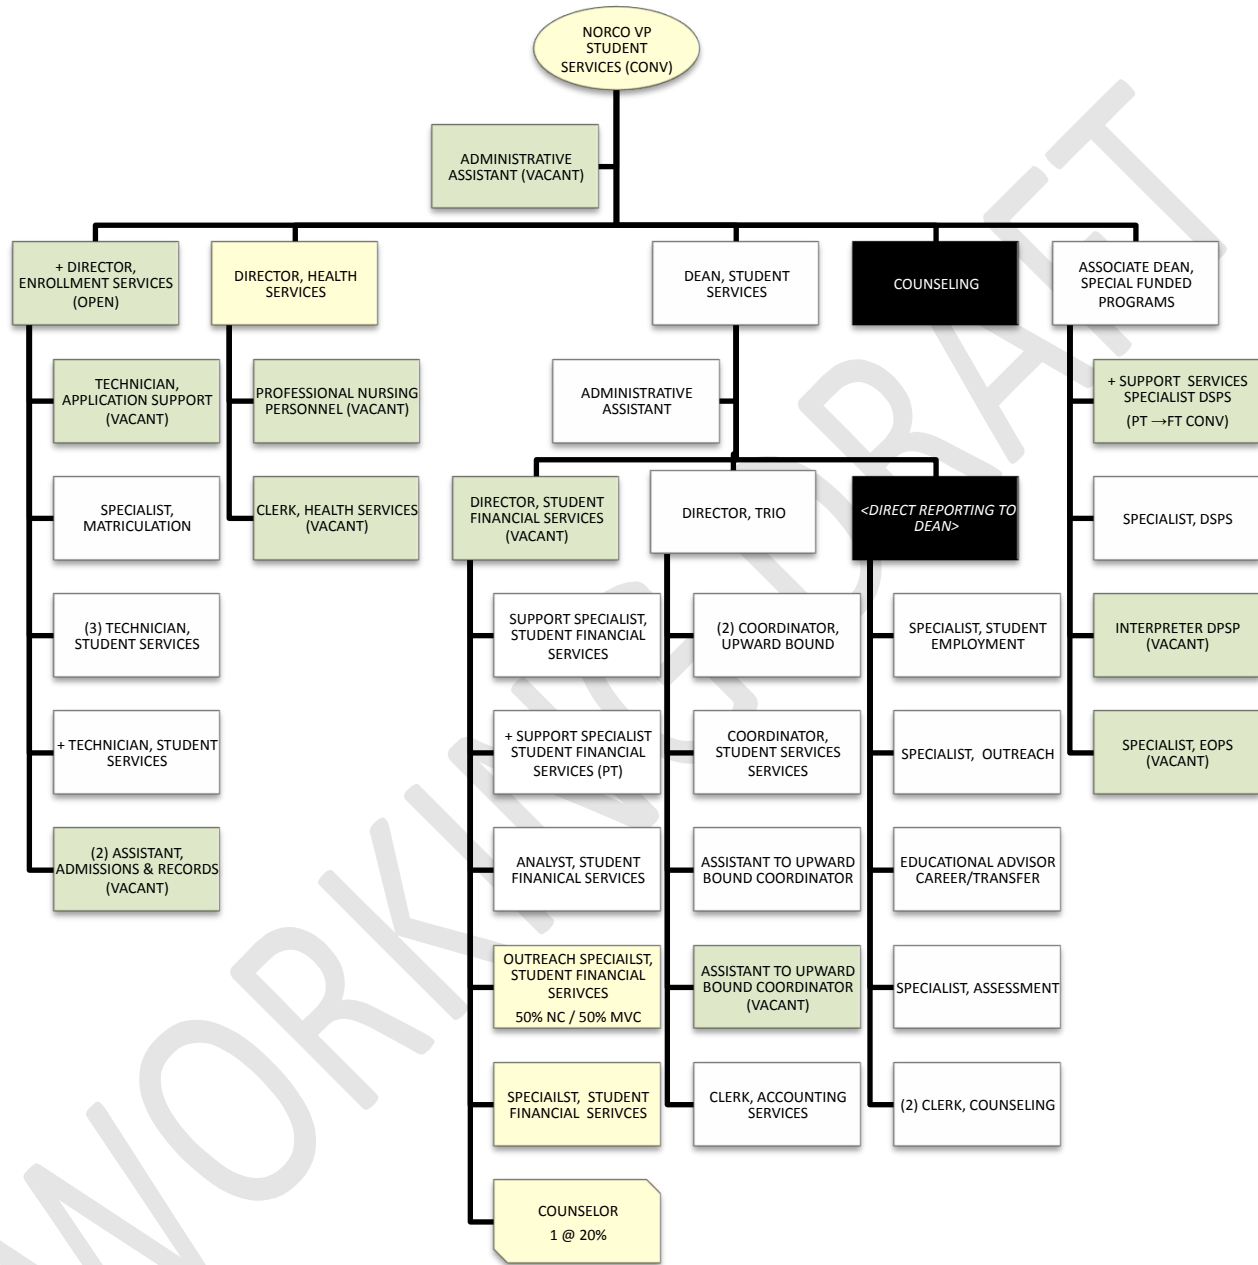 NORCO VP
STUDENT
SERVICES (CONV)
ADMINISTRATIVE
ASSISTANT (VACANT)
+ DIRECTOR,
ENROLLMENT SERVICES
(OPEN)
DIRECTOR, HEALTH
SERVICES
DEAN, STUDENT
SERVICES
COUNSELING
ASSOCIATE DEAN,
SPECIAL FUNDED
PROGRAMS
TECHNICIAN,
APPLICATION SUPPORT
(VACANT)
PROFESSIONAL NURSING
PERSONNEL (VACANT)
ADMINISTRATIVE
ASSISTANT
+ SUPPORT SERVICES
SPECIALIST DSPS
(PT →FT CONV)
SPECIALIST,
MATRICULATION
CLERK, HEALTH SERVICES
(VACANT)
DIRECTOR, STUDENT
FINANCIAL SERVICES
(VACANT)
DIRECTOR, TRIO
<DIRECT REPORTING TO
DEAN>
SPECIALIST, DSPS
(3) TECHNICIAN,
STUDENT SERVICES
SUPPORT SPECIALIST,
STUDENT FINANCIAL
SERVICES
(2) COORDINATOR,
UPWARD BOUND
SPECIALIST, STUDENT
EMPLOYMENT
INTERPRETER DPSP
(VACANT)
+ TECHNICIAN, STUDENT
SERVICES
+ SUPPORT SPECIALIST
STUDENT FINANCIAL
SERVICES (PT)
COORDINATOR,
STUDENT SERVICES
SERVICES
SPECIALIST, OUTREACH
SPECIALIST, EOPS
(VACANT)
(2) ASSISTANT,
ADMISSIONS & RECORDS
(VACANT)
ANALYST, STUDENT
FINANICAL SERVICES
ASSISTANT TO UPWARD
BOUND COORDINATOR
EDUCATIONAL ADVISOR
CAREER/TRANSFER
OUTREACH SPECIAILST,
STUDENT FINANCIAL
SERIVCES
50% NC / 50% MVC
ASSISTANT TO UPWARD
BOUND COORDINATOR
(VACANT)
SPECIALIST, ASSESSMENT
SPECIAILST, STUDENT
FINANCIAL SERIVCES
CLERK, ACCOUNTING
SERVICES
(2) CLERK, COUNSELING
COUNSELOR
1 @ 20%
WORKING DRAFT